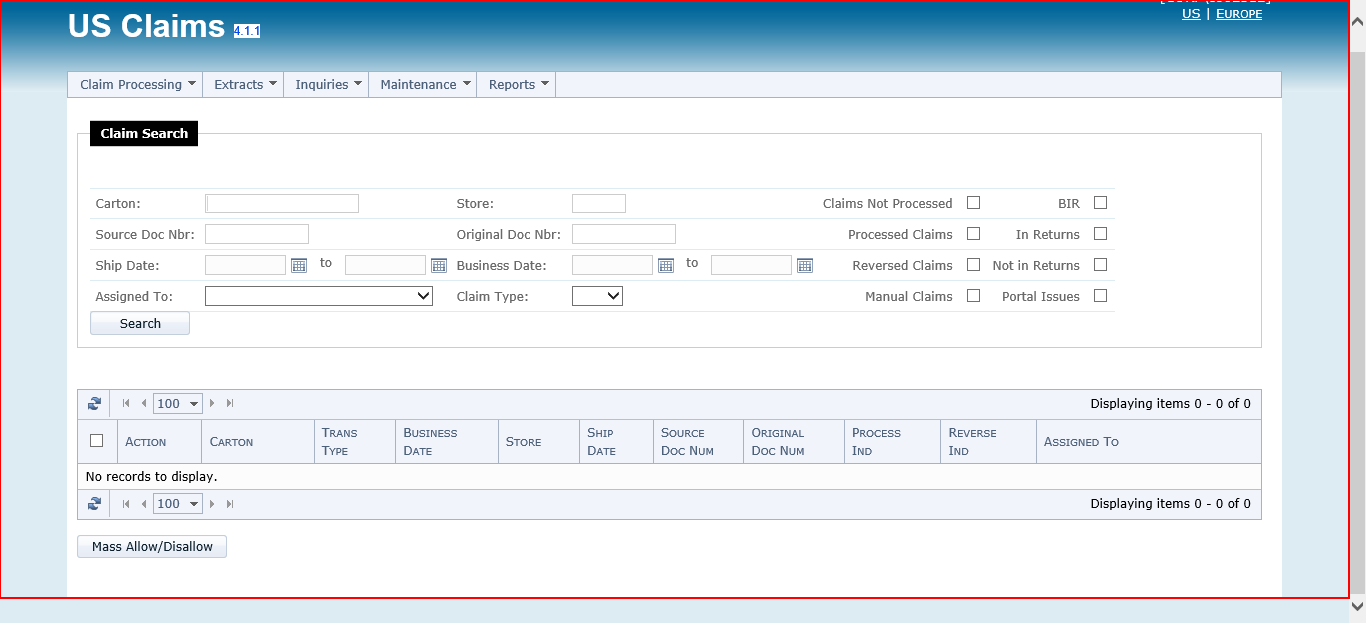 US Claims 4.1.1
US | EUROPE
Claim Processing Extracts Inquiries Maintenance Reports
Claim Search
Carton: Store: Claims Not Processed BIR
Source Doc Nbr: Original Doc Nbr: Processed Claims In Returns
Ship Date: to Business Date: to Reversed Claims Not in Returns
Assigned To: Claim Type: Manual Claims Portal Issues
Search
100 Displaying items 0 - 0 of 0
ACTION CARTON TRANS TYPE BUSINESS DATE STORE SHIP DATE SOURCE DOC NUM ORIGINAL DOC NUM PROCESS IND REVERSE IND ASSIGNED TO
No records to display.
100 Displaying items 0 - 0 of 0
Mass Allow/Disallow